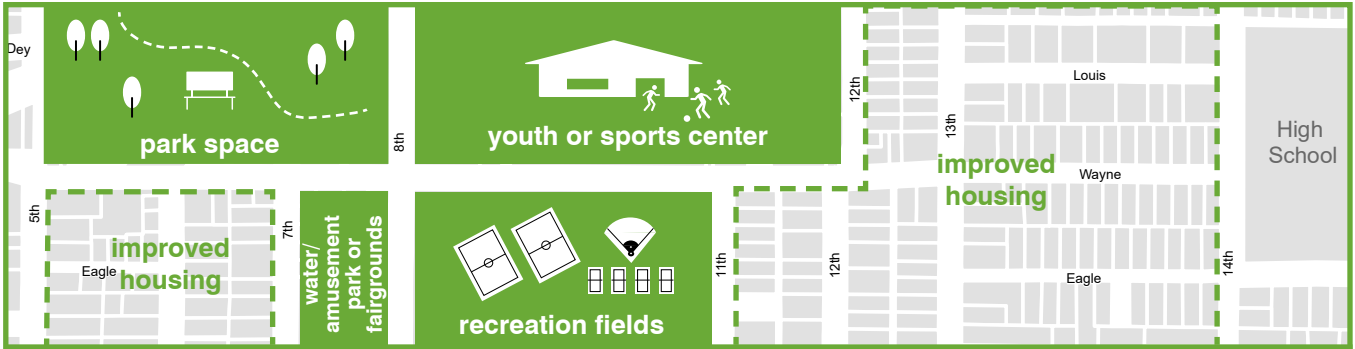 Dey
park space
8th
youth or sports center
12th
13th
Louis
improved
housing
Wayne
High
School
5th
improved
housing
Eagle
7th
water/
amusement
park or
fairgrounds
recreation fields
11th
12th
Eagle
14th